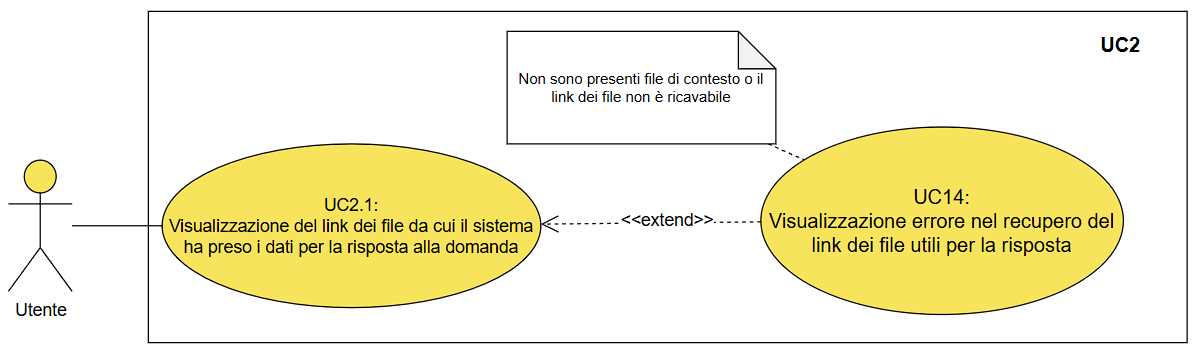 UC2
Non sono presenti file di contesto o il
link dei file non è ricavabile
UC2.1:
Visualizzazione del link dei file da cui il sistema
ha preso i dati per la risposta alla domanda
<<extend>>
UC14:
Visualizzazione errore nel recupero del
link dei file utili per la risposta
Utente